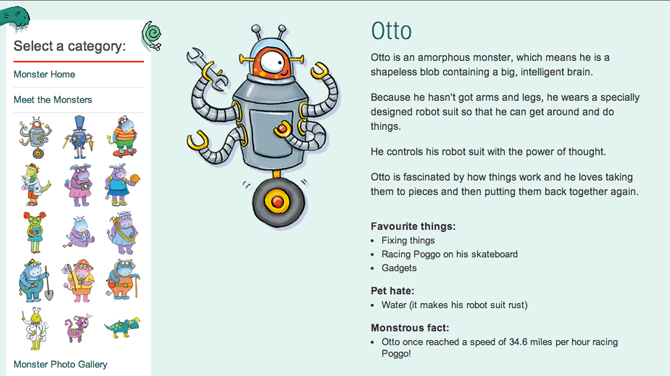 Select a category:
Monster Home
Meet the Monsters
Monster Photo Gallery
Otto
Otto is an amorphous monster, which means he is a
shapeless blob containing a big, intelligent brain.
Because he hasn't got arms and legs, he wears a specially
designed robot suit so that he can get around and do
things.
He controls his robot suit with the power of thought.
Otto is fascinated by how things work and he loves taking
them to pieces and then putting them back together again.
Favourite things:
• Fixing things
• Racing Poggo on his skateboard
• Gadgets
Pet hate:
• Water (it makes his robot suit rust)
Monstrous fact:
• Otto once reached a speed of 34.6 miles per hour racing
Poggo!